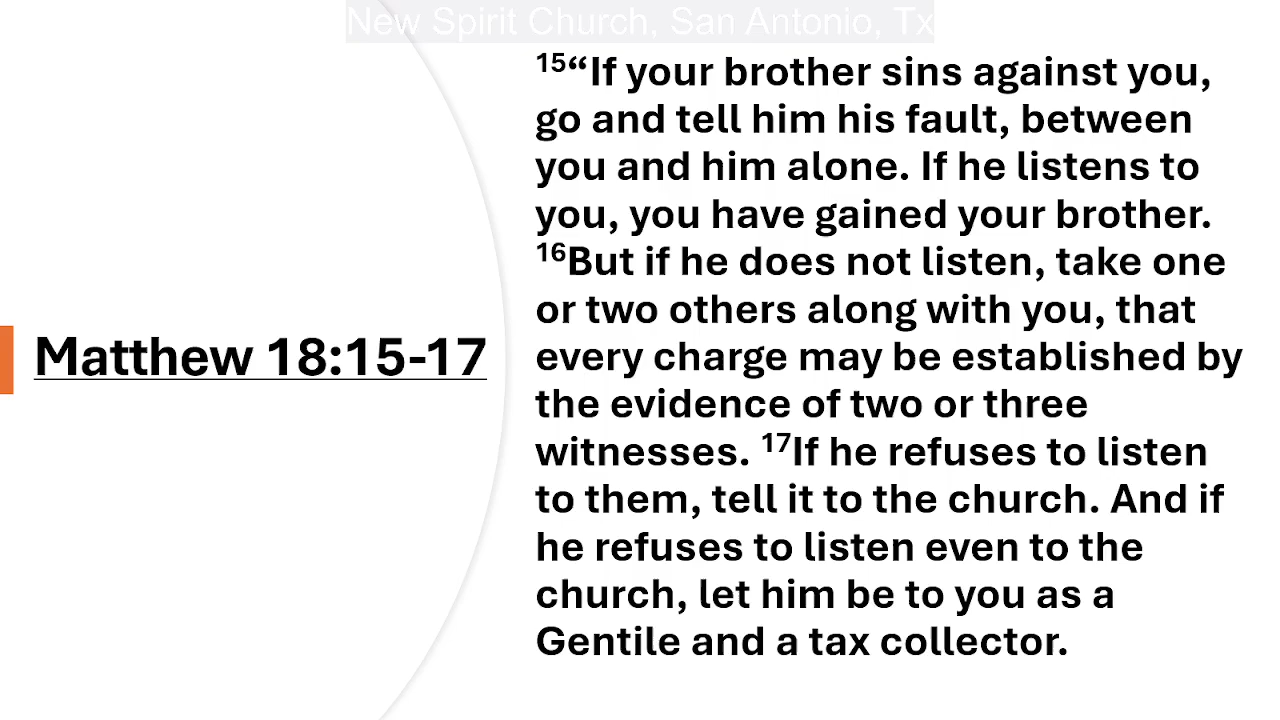 New Spirit Church, San Antonio, Tx
Matthew 18:15-17
15“If your brother sins against you,
go and tell him his fault, between
you and him alone. If he listens to
you, you have gained your brother.
16But if he does not listen, take one
or two others along with you, that
every charge may be established by
the evidence of two or three
witnesses. 17If he refuses to listen
to them, tell it to the church. And if
he refuses to listen even to the
church, let him be to you as a
Gentile and a tax collector.